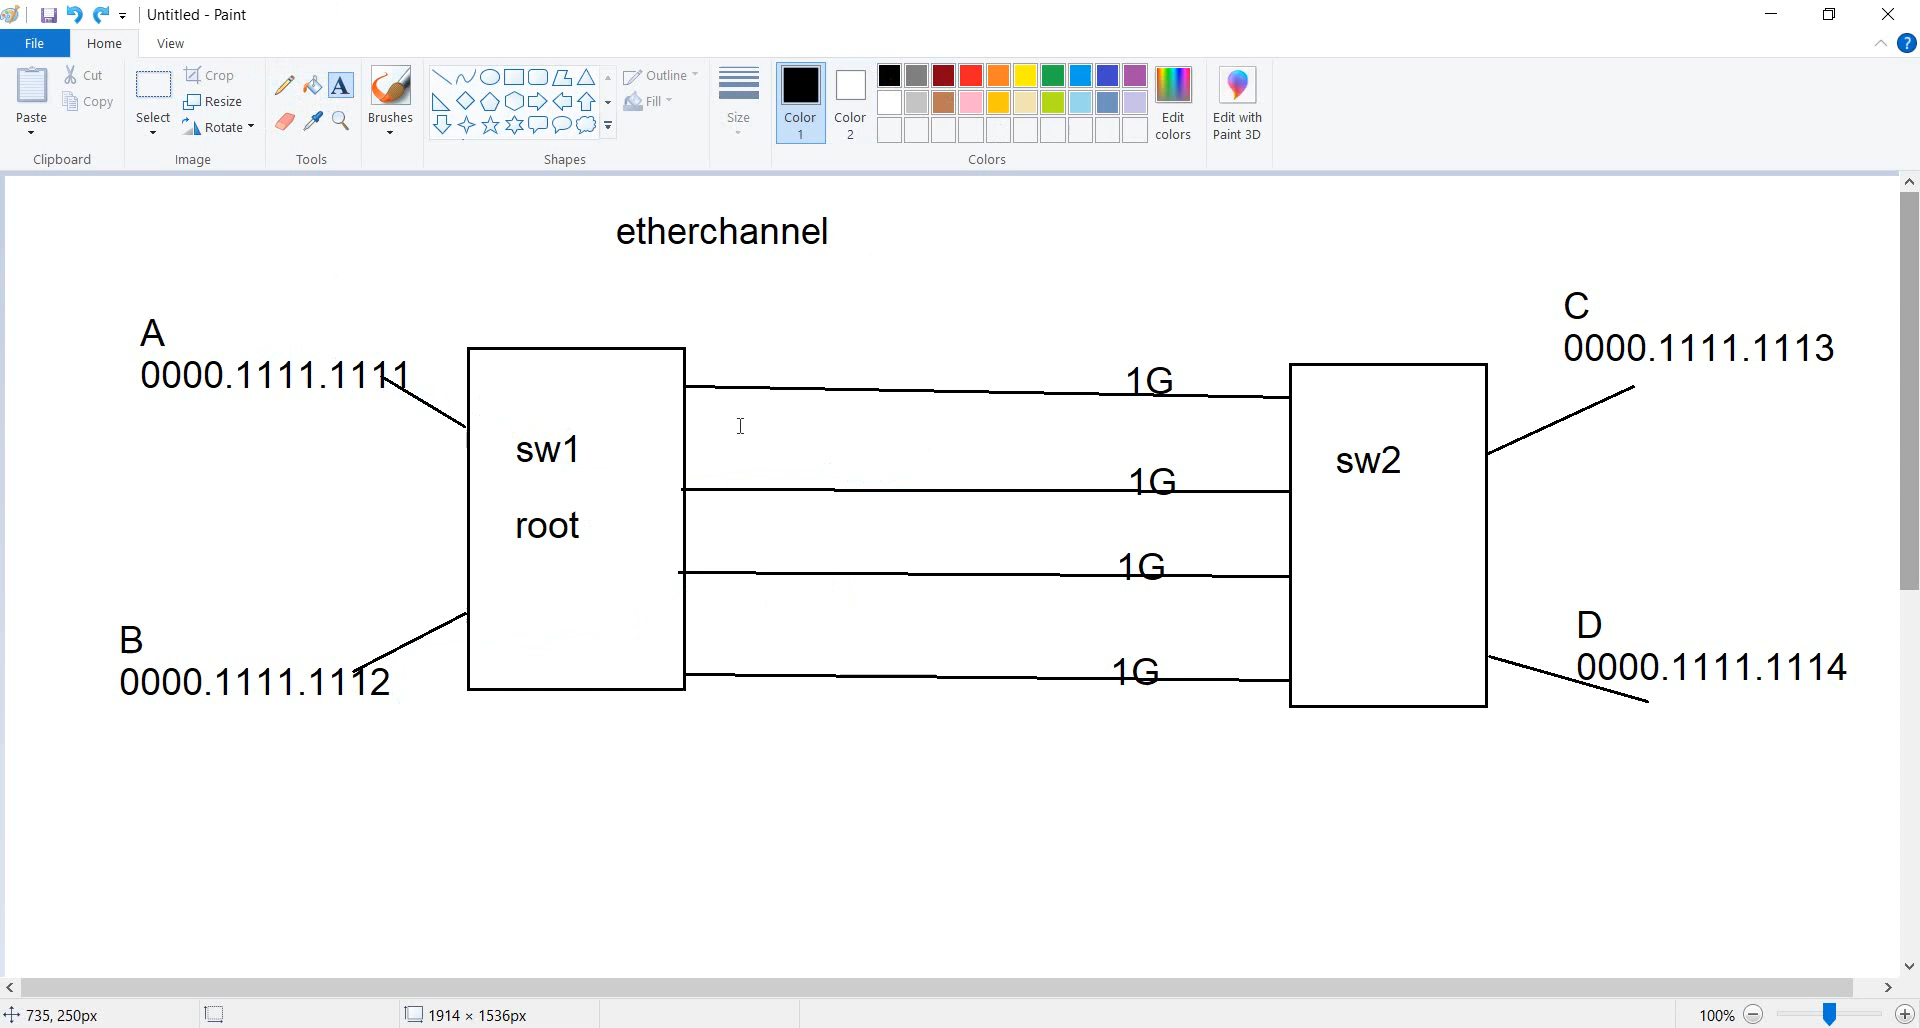 Untitled - Paint
File Home View
Paste
Cut
Copy
Clipboard
Select
Crop
Resize
Rotate
Image
Tools
Brushes
Outline
Fill
Shapes
Size
Color 1
Color 2
Edit colors
Colors
Edit with Paint 3D
etherchannel
A
0000.1111.1111
B
0000.1111.1112
sw1
root
1G
1G
1G
1G
sw2
C
0000.1111.1113
D
0000.1111.1114
735, 250px
1914 × 1536px
100%